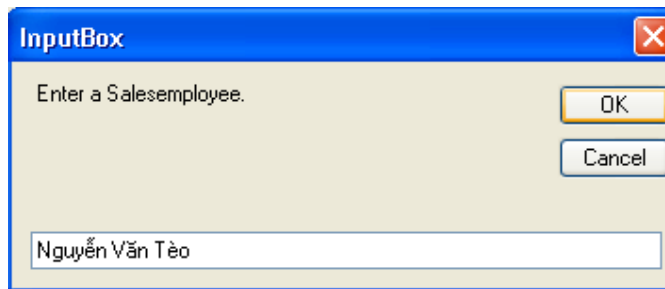 InputBox
Enter a Salesemployee.
OK
Cancel
Nguyễn Văn Tèo